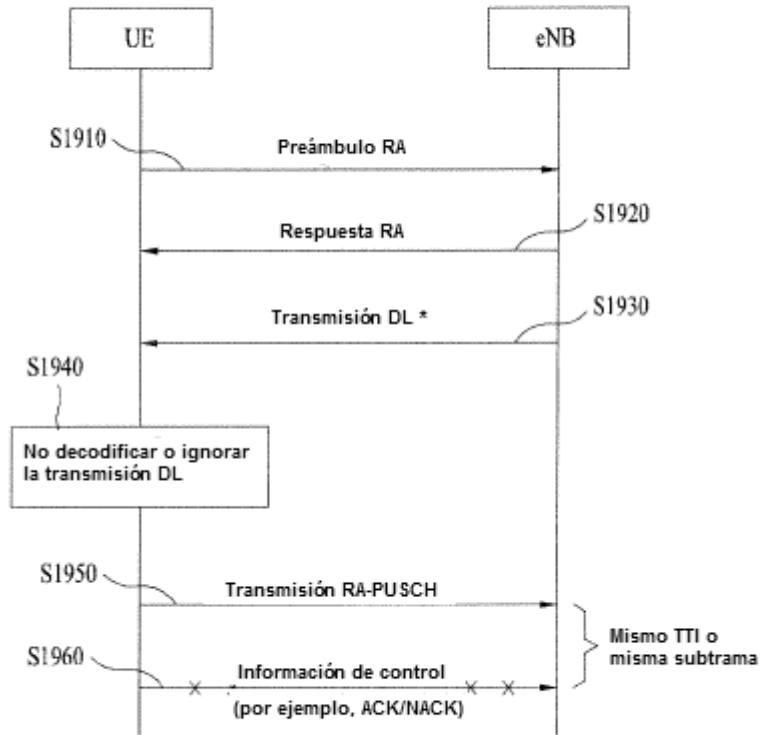 UE
eNB
S1910
Preámbulo RA
S1920
Respuesta RA
S1930
Transmisión DL *
S1940
No decodificar o ignorar
la transmisión DL
S1950
Transmisión RA-PUSCH
Mismo TTI o
misma subtrama
S1960
Información de control
(por ejemplo, ACK/NACK)